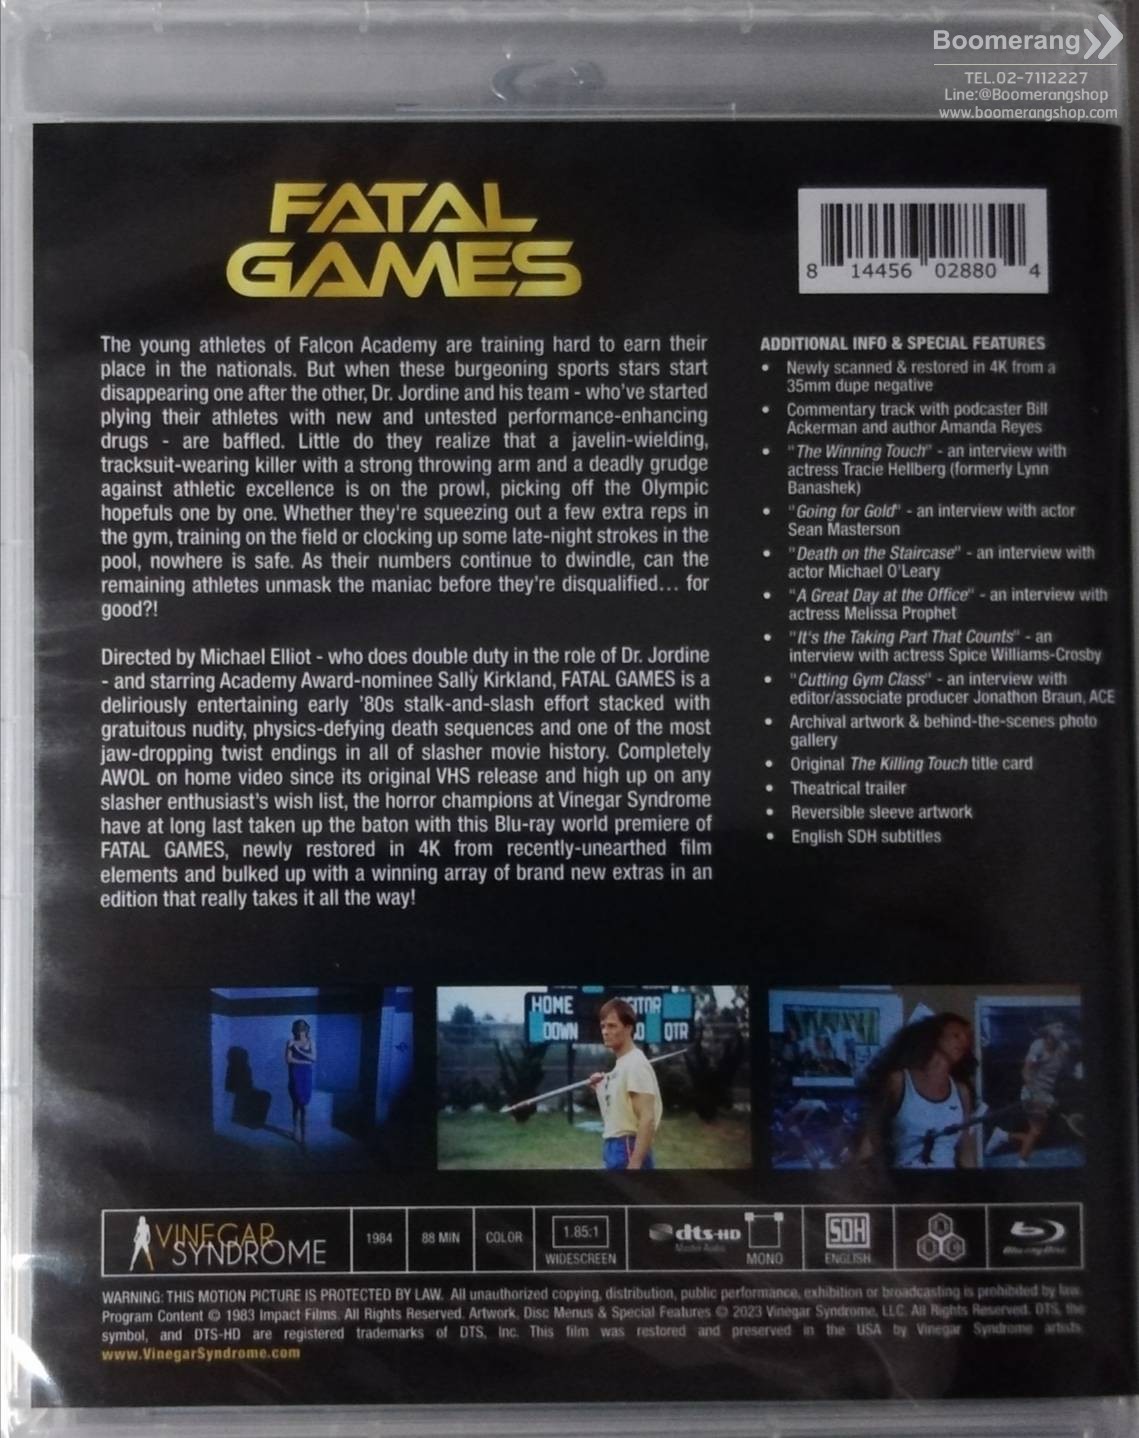 Boomerang
TEL.02-7112227
Line:@Boomerangshop
www.boomerangshop.com
FATAL
GAMES
8 14456 02880 4
The young athletes of Falcon Academy are training hard to earn their
place in the nationals. But when these burgeoning sports stars start
disappearing one after the other, Dr. Jordine and his team - who've started
plying their athletes with new and untested performance-enhancing
drugs - are baffled. Little do they realize that a javelin-wielding,
tracksuit-wearing killer with a strong throwing arm and a deadly grudge
against athletic excellence is on the prowl, picking off the Olympic
hopefuls one by one. Whether they're squeezing out a few extra reps in
the gym, training on the field or clocking up some late-night strokes in the
pool, nowhere is safe. As their numbers continue to dwindle, can the
remaining athletes unmask the maniac before they're disqualified... for
good?!
Directed by Michael Elliot - who does double duty in the role of Dr. Jordine
- and starring Academy Award-nominee Sally Kirkland, FATAL GAMES is a
deliriously entertaining early '80s stalk-and-slash effort stacked with
gratuitous nudity, physics-defying death sequences and one of the most
jaw-dropping twist endings in all of slasher movie history. Completely
AWOL on home video since its original VHS release and high up on any
slasher enthusiast's wish list, the horror champions at Vinegar Syndrome
have at long last taken up the baton with this Blu-ray world premiere of
FATAL GAMES, newly restored in 4K from recently-unearthed film
elements and bulked up with a winning array of brand new extras in an
edition that really takes it all the way!
ADDITIONAL INFO & SPECIAL FEATURES
• Newly scanned & restored in 4K from a
35mm dupe negative
• Commentary track with podcaster Bill
Ackerman and author Amanda Reyes
• "The Winning Touch" - an interview with
actress Tracie Hellberg (formerly Lynn
Banashek)
• "Going for Gold" - an interview with actor
Sean Masterson
• "Death on the Staircase" - an interview with
actor Michael O'Leary
• "A Great Day at the Office" - an interview with
actress Melissa Prophet
• "It's the Taking Part That Counts" - an
interview with actress Spice Williams-Crosby
• "Cutting Gym Class" - an interview with
editor/associate producer Jonathon Braun, ACE
• Archival artwork & behind-the-scenes photo
gallery
• Original The Killing Touch title card
• Theatrical trailer
• Reversible sleeve artwork
• English SDH subtitles
HOME
DOWN QTR
VINEGAR
SYNDROME
1984
88 MIN
COLOR
1.85:1
WIDESCREEN
dts-HD
Master Audio
MONO
SDH
ENGLISH
Blu-ray Disc
WARNING: THIS MOTION PICTURE IS PROTECTED BY LAW. All unauthorized copying, distribution, public performance, exhibition or broadcasting is prohibited by law.
Program Content © 1983 Impact Films. All Rights Reserved. Artwork, Disc Menus & Special Features © 2023 Vinegar Syndrome, LLC. All Rights Reserved. DTS, the
symbol, and DTS-HD are registered trademarks of DTS, Inc. This film was restored and preserved in the USA by Vinegar Syndrome artists.
www.VinegarSyndrome.com